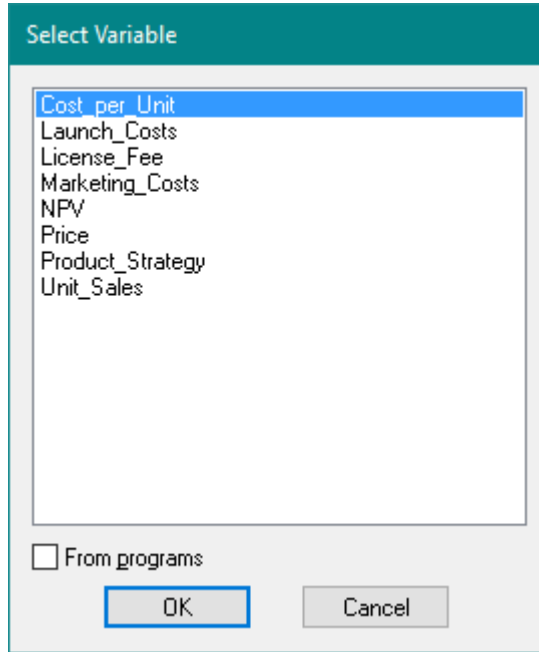 Select Variable
Cost_per_Unit
Launch_Costs
License_Fee
Marketing_Costs
NPV
Price
Product_Strategy
Unit_Sales
From programs
OK
Cancel